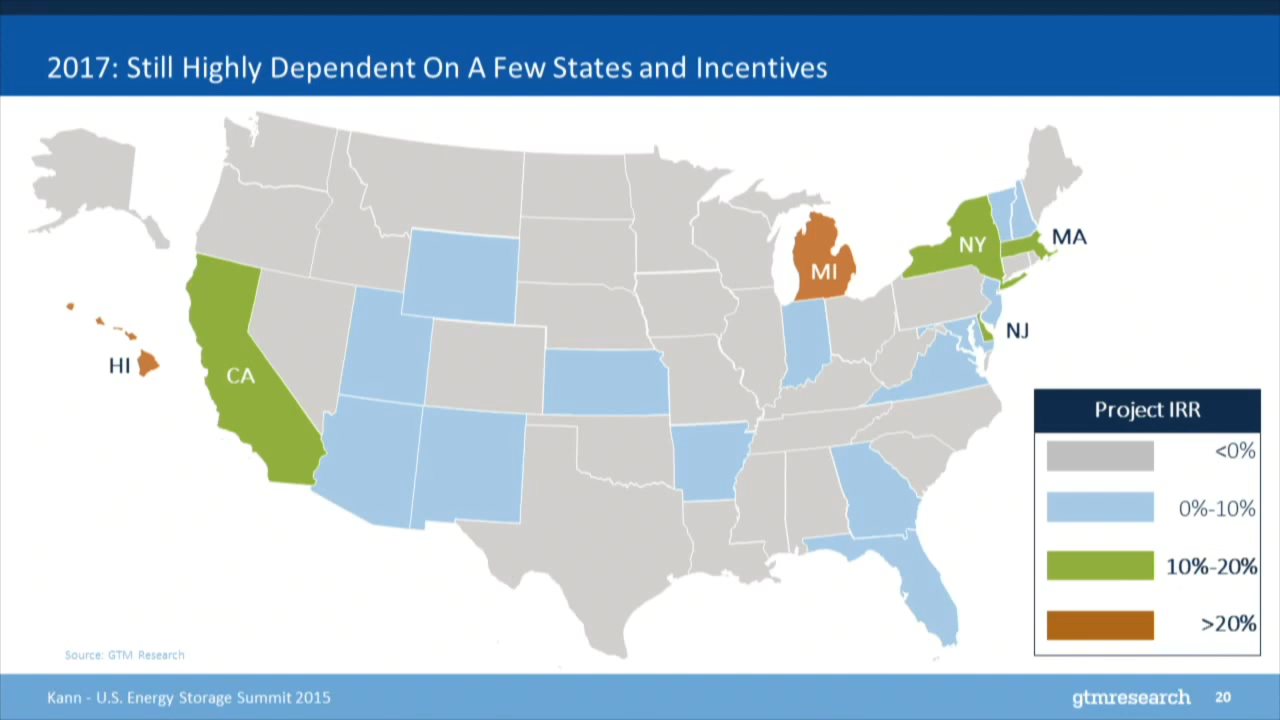 2017: Still Highly Dependent On A Few States and Incentives
NY
MA
MI
NJ
HI
CA
Project IRR
<0%
0%-10%
10%-20%
>20%
Source: GTM Research
Kann - U.S. Energy Storage Summit 2015
gtmresearch 20